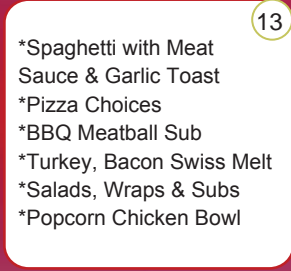 13
*Spaghetti with Meat
Sauce & Garlic Toast
*Pizza Choices
*BBQ Meatball Sub
*Turkey, Bacon Swiss Melt
*Salads, Wraps & Subs
*Popcorn Chicken Bowl